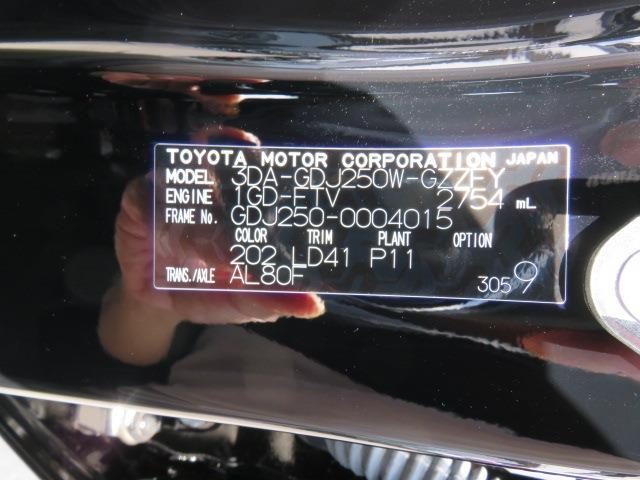 TOYOTA MOTOR CORPORATION JAPAN
MODEL 3DA-GDJ250W-GZZEY
ENGINE 1GD-FTV 2754 mL
FRAME No. GDJ250-0004015
COLOR TRIM PLANT OPTION
202 LD41 P11
TRANS./AXLE AL80F
3059